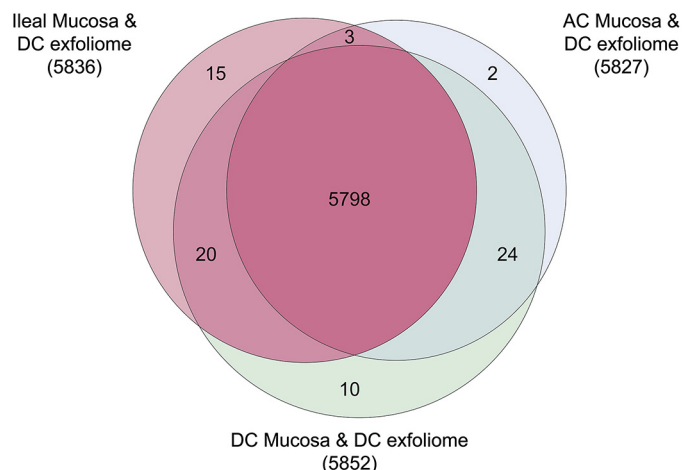 Ileal Mucosa &
DC exfoliome
(5836)
AC Mucosa &
DC exfoliome
(5827)
3
15
2
5798
20
24
10
DC Mucosa & DC exfoliome
(5852)